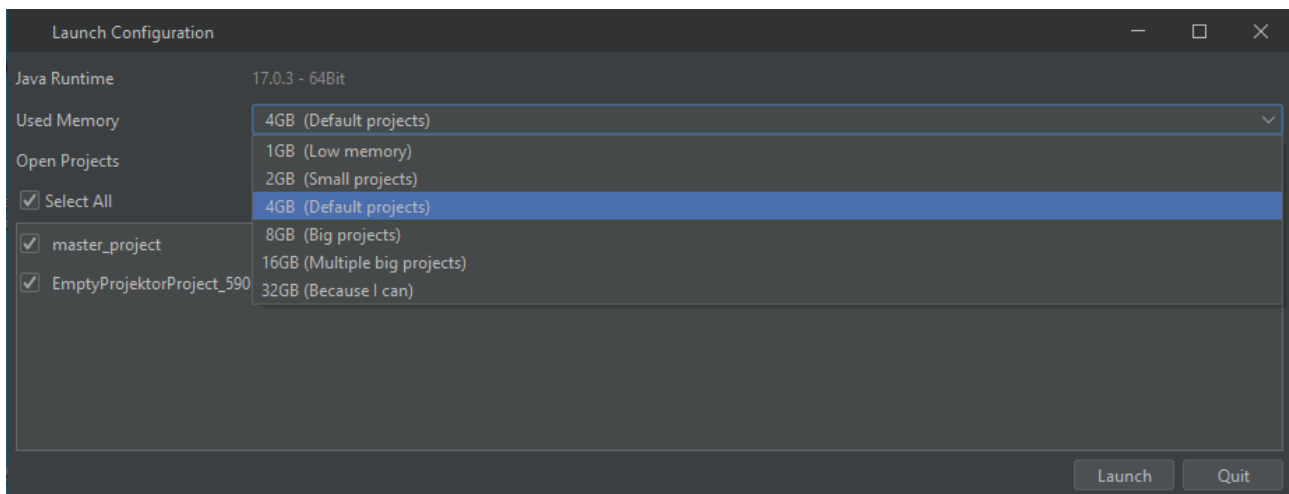 Launch Configuration
Java Runtime 17.0.3 - 64Bit
Used Memory 4GB (Default projects)
Open Projects
1GB (Low memory)
2GB (Small projects)
4GB (Default projects)
8GB (Big projects)
16GB (Multiple big projects)
32GB (Because I can)
Select All
master_project
EmptyProjektorProject_590
Launch Quit